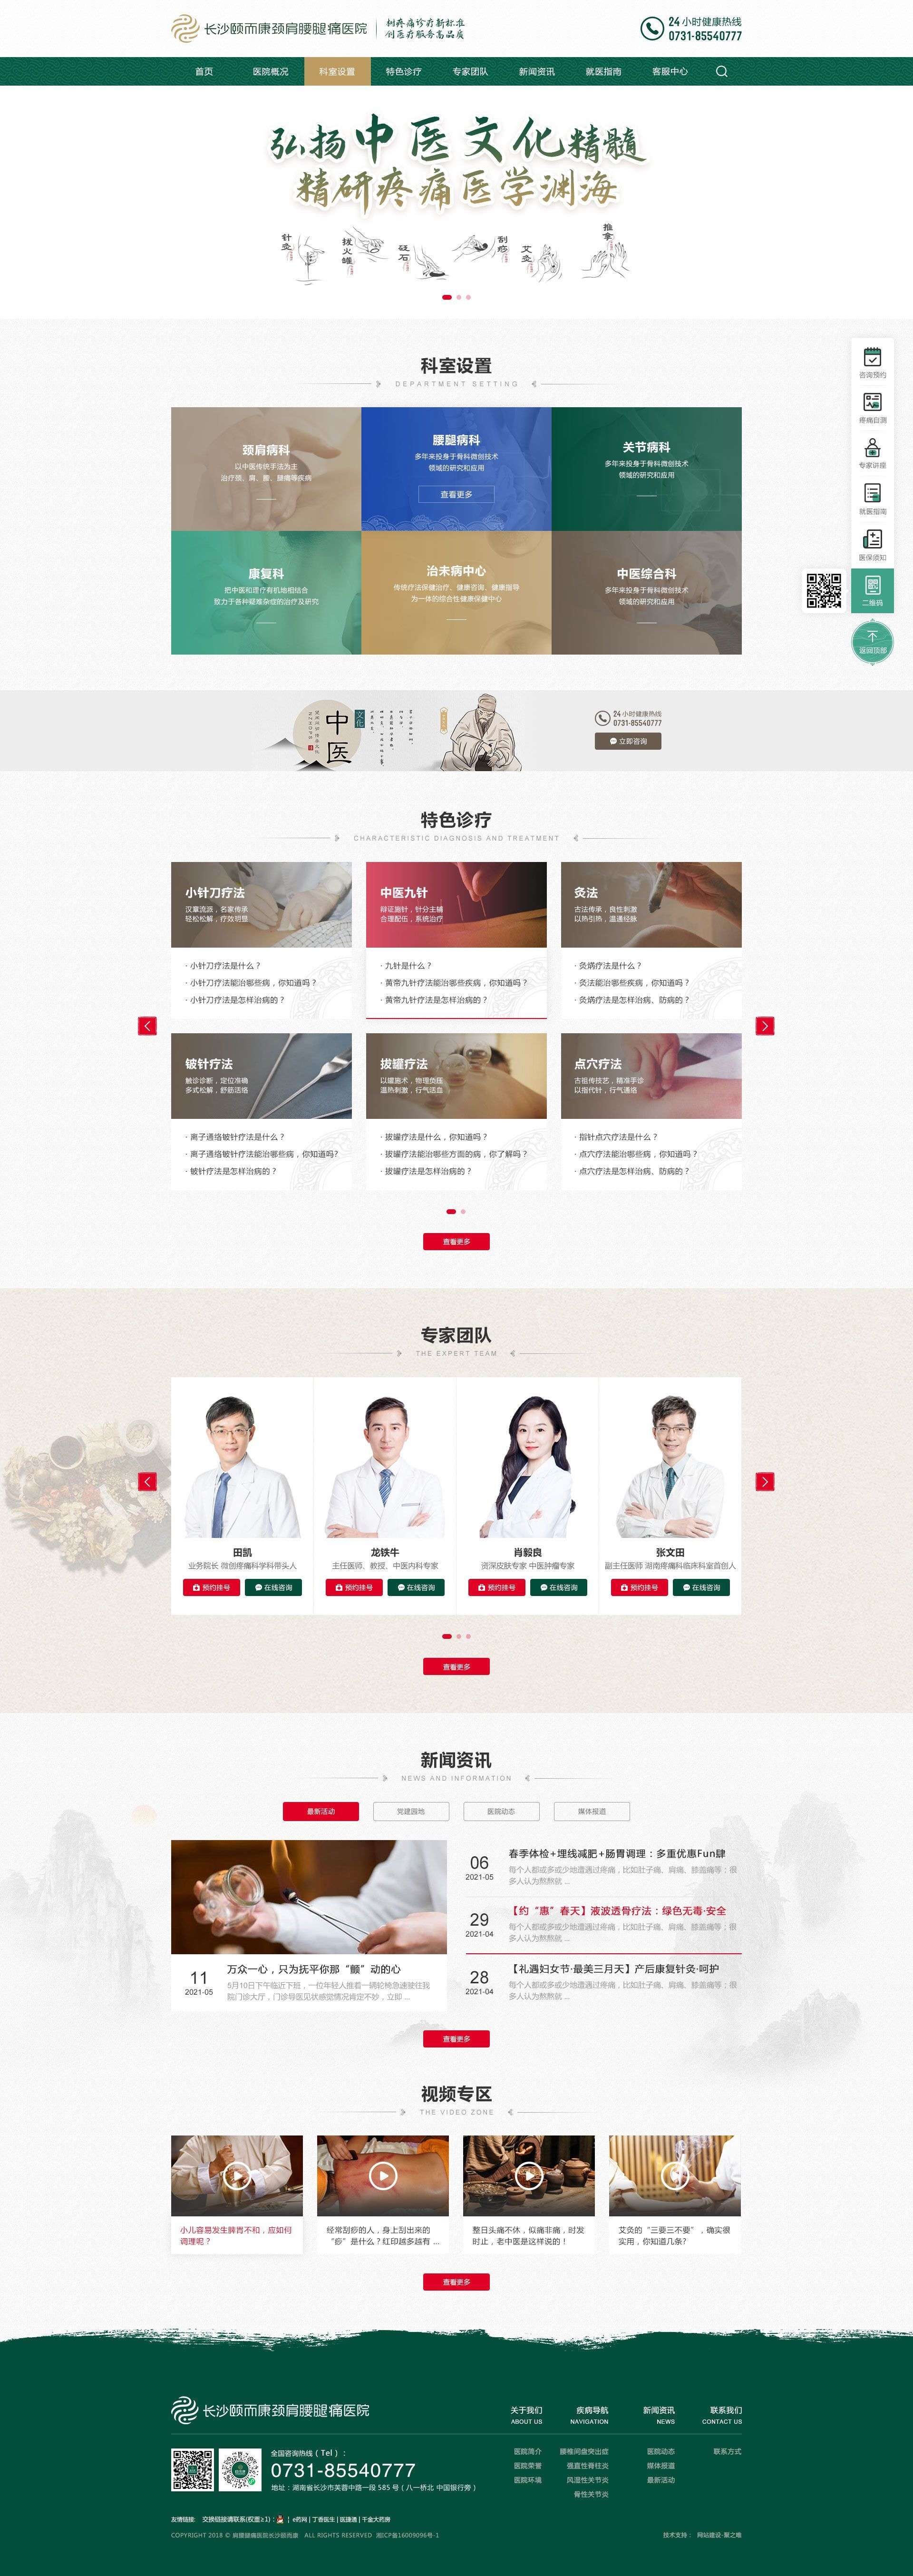 长沙颐而康颈肩腰腿痛医院
树疼痛诊疗新标准
创医疗服务高品质
24小时健康热线
0731-85540777
首页
医院概况
科室设置
特色诊疗
专家团队
新闻资讯
就医指南
客服中心
弘扬中医文化精髓
精研疼痛医学渊海
针灸
拔火罐
砭石
刮痧
艾灸
推拿
咨询预约
疼痛自测
专家讲座
就医指南
医保须知
二维码
返回顶部
科室设置
DEPARTMENT SETTING
颈肩病科
以中医传统手法为主
治疗颈、肩、腰、腿痛等疾病
腰腿病科
多年来投身于骨科微创技术
领域的研究和应用
查看更多
关节病科
多年来投身于骨科微创技术
领域的研究和应用
康复科
把中医和理疗有机地相结合
致力于各种疑难杂症的治疗及研究
治未病中心
传统疗法保健治疗、健康咨询、健康指导
为一体的综合性健康保健中心
中医综合科
多年来投身于骨科微创技术
领域的研究和应用
中医
文化
24小时健康热线
0731-85540777
立即咨询
特色诊疗
CHARACTERISTIC DIAGNOSIS AND TREATMENT
小针刀疗法
汉章流派，名家传承
轻松松解，疗效明显
· 小针刀疗法是什么？
· 小针刀疗法能治哪些病，你知道吗？
· 小针刀疗法是怎样治病的？
中医九针
辩证施针，针分主辅
合理配伍，系统治疗
· 九针是什么？
· 黄帝九针疗法能治哪些疾病，你知道吗？
· 黄帝九针疗法是怎样治病的？
灸法
古法传承，良性刺激
以热引热，温通经脉
· 灸焫疗法是什么？
· 灸法能治哪些疾病，你知道吗？
· 灸焫疗法是怎样治病、防病的？
铍针疗法
触诊诊断，定位准确
多式松解，舒筋活络
· 离子通络铍针疗法是什么？
· 离子通络铍针疗法能治哪些病，你知道吗?
· 铍针疗法是怎样治病的？
拔罐疗法
以罐施术，物理负压
温热刺激，行气活血
· 拔罐疗法是什么，你知道吗？
· 拔罐疗法能治哪些方面的病，你了解吗？
· 拔罐疗法是怎样治病的？
点穴疗法
古祖传技艺，精准手诊
以指代针，行气通络
· 指针点穴疗法是什么？
· 点穴疗法能治哪些病，你知道吗？
· 点穴疗法是怎样治病、防病的？
查看更多
专家团队
THE EXPERT TEAM
田凯
业务院长 微创疼痛科学科带头人
预约挂号
在线咨询
龙铁牛
主任医师、教授、中医内科专家
预约挂号
在线咨询
肖毅良
资深皮肤专家 中医肿瘤专家
预约挂号
在线咨询
张文田
副主任医师 湖南疼痛科临床科室首创人
预约挂号
在线咨询
查看更多
新闻资讯
NEWS AND INFORMATION
最新活动
党建园地
医院动态
媒体报道
11
2021-05
万众一心，只为抚平你那“颤”动的心
5月10日下午临近下班，一位年轻人推着一辆轮椅急速驶往我
院门诊大厅，门诊导医见状感觉情况肯定不妙，立即 ...
06
2021-05
春季体检+埋线减肥+肠胃调理：多重优惠Fun肆
每个人都或多或少地遭遇过疼痛，比如肚子痛、肩痛、膝盖痛等；很
多人认为熬熬就 ...
29
2021-04
【约“惠”春天】液波透骨疗法：绿色无毒·安全
每个人都或多或少地遭遇过疼痛，比如肚子痛、肩痛、膝盖痛等；很
多人认为熬熬就 ...
28
2021-04
【礼遇妇女节·最美三月天】产后康复针灸·呵护
每个人都或多或少地遭遇过疼痛，比如肚子痛、肩痛、膝盖痛等；很
多人认为熬熬就 ...
查看更多
视频专区
THE VIDEO ZONE
小儿容易发生脾胃不和，应如何
调理呢？
经常刮痧的人，身上刮出来的
“痧”是什么？红印越多越有 ...
整日头痛不休，似痛非痛，时发
时止，老中医是这样说的！
艾灸的“三要三不要”，确实很
实用，你知道几条?
查看更多
长沙颐而康颈肩腰腿痛医院
关于我们
ABOUT US
疾病导航
NAVIGATION
新闻资讯
NEWS
联系我们
CONTACT US
全国咨询热线（Tel）：
0731-85540777
地址：湖南省长沙市芙蓉中路一段 585 号（八一桥北 中国银行旁）
医院简介
医院荣誉
医院环境
腰椎间盘突出症
强直性脊柱炎
风湿性关节炎
骨性关节炎
医院动态
媒体报道
最新活动
联系方式
友情链接: 交换链接请联系(权重≥1)： | e药网 | 丁香医生 | 医捷通 | 千金大药房
COPYRIGHT 2018 © 肩腰腿痛医院长沙颐而康 ALL RIGHTS RESERVED 湘ICP备16009096号-1
技术支持： 网站建设-聚之唯